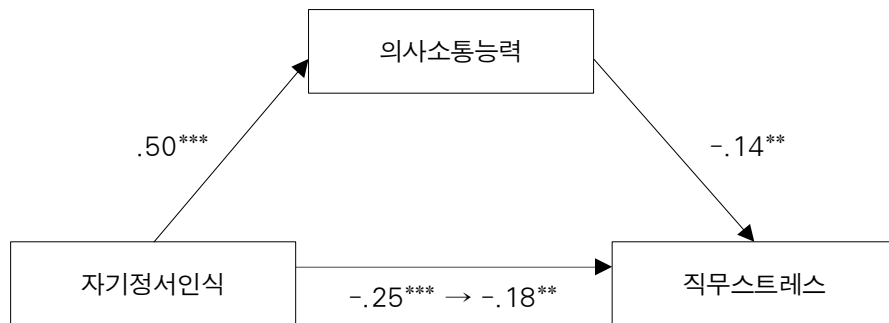 의사소통능력
.50***
-.14**
자기정서인식
-.25*** → -.18**
직무스트레스